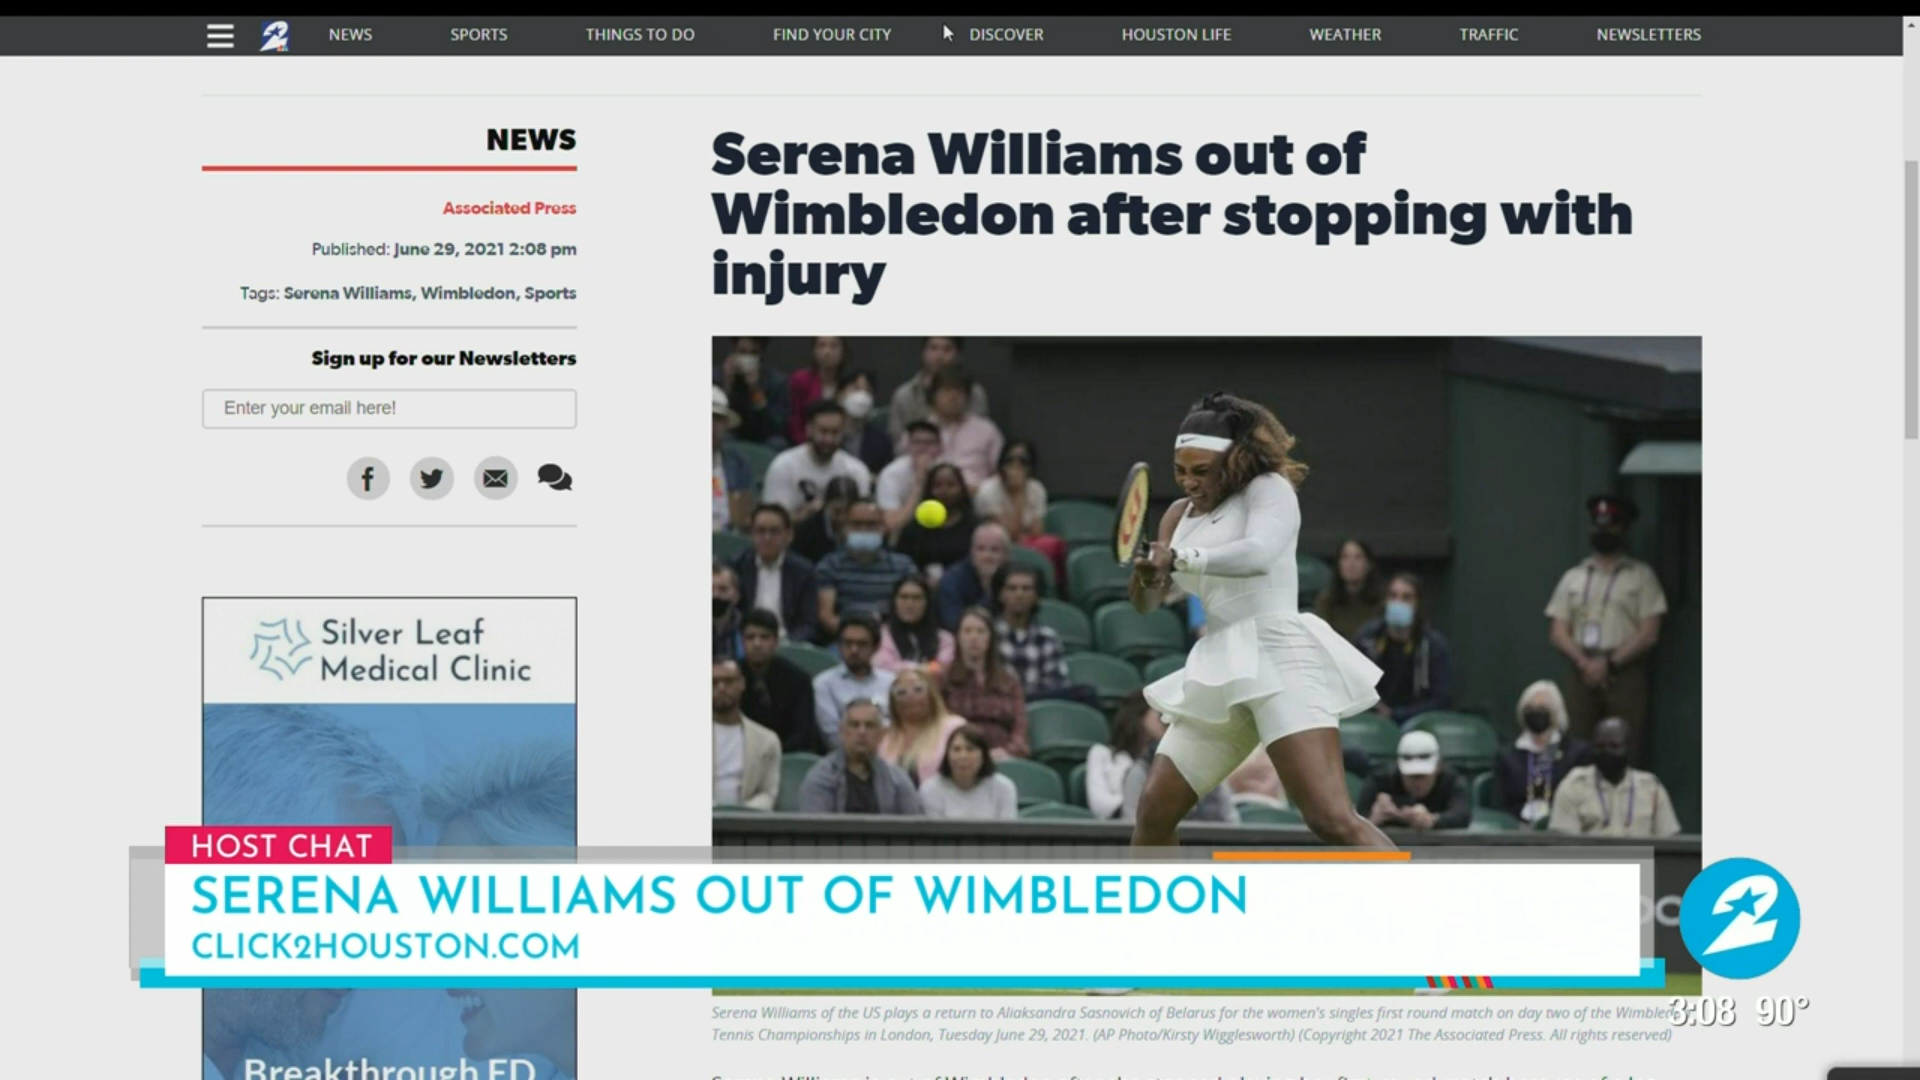 NEWS SPORTS THINGS TO DO FIND YOUR CITY DISCOVER HOUSTON LIFE WEATHER TRAFFIC NEWSLETTERS
NEWS
Associated Press
Published: June 29, 2021 2:08 pm
Tags: Serena Williams, Wimbledon, Sports
Sign up for our Newsletters
Enter your email here!
Silver Leaf
Medical Clinic
Breakthrough ED
Serena Williams out of
Wimbledon after stopping with
injury
HOST CHAT
SERENA WILLIAMS OUT OF WIMBLEDON
CLICK2HOUSTON.COM
2
3:08 90°
Serena Williams of the US plays a return to Aliaksandra Sasnovich of Belarus for the women's singles first round match on day two of the
Tennis Championships in London, Tuesday June 29, 2021. (AP Photo/Kirsty Wigglesworth) (Copyright 2021 The Associated Press. All rights reserved)